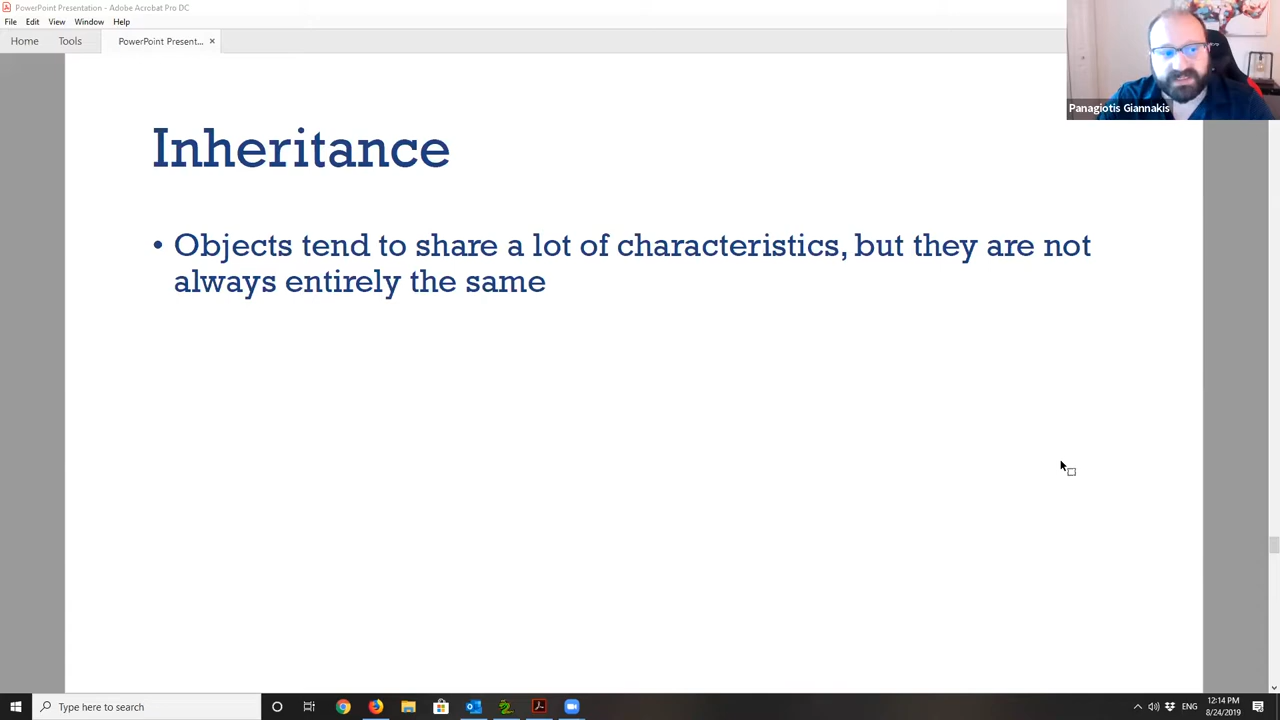 PowerPoint Presentation - Adobe Acrobat Pro DC
File Edit View Window Help
Home Tools PowerPoint Present... ×
Panagiotis Giannakis
Inheritance
• Objects tend to share a lot of characteristics, but they are not
always entirely the same
Type here to search
ENG
12:14 PM
8/24/2019